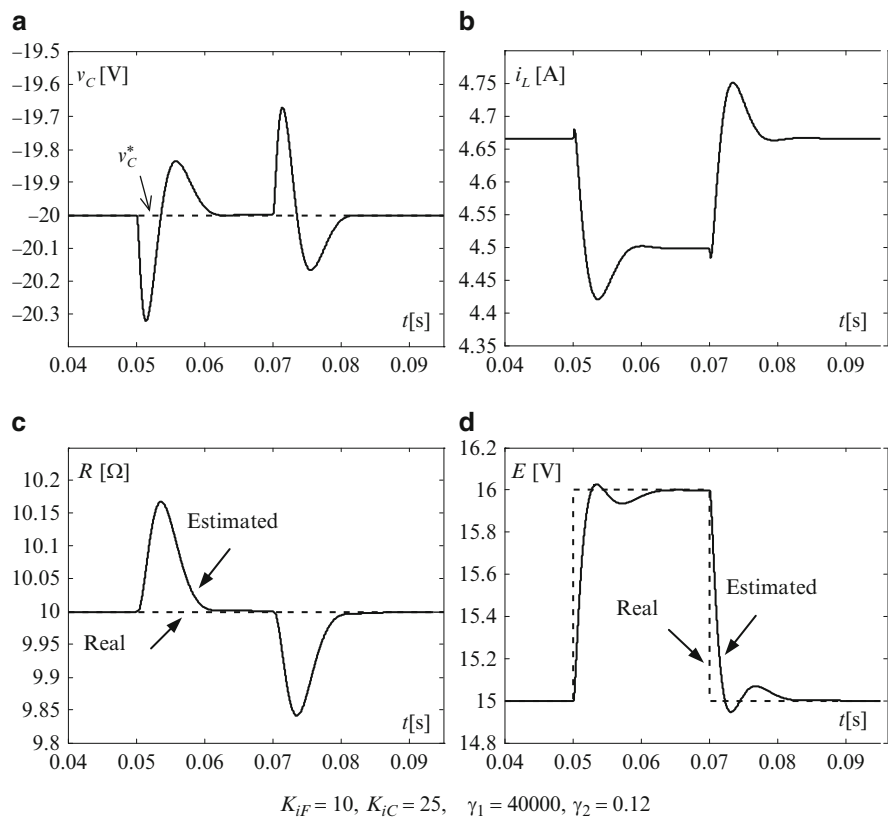 a
−19.5
−19.6
−19.7
−19.8
−19.9
−20
−20.1
−20.2
−20.3
v_C [V]
v_C^*
t[s]
0.04 0.05 0.06 0.07 0.08 0.09
b
4.75
4.7
4.65
4.6
4.55
4.5
4.45
4.4
4.35
i_L [A]
t[s]
0.04 0.05 0.06 0.07 0.08 0.09
c
10.2
10.15
10.1
10.05
10
9.95
9.9
9.85
9.8
R [Ω]
Estimated
Real
t[s]
0.04 0.05 0.06 0.07 0.08 0.09
d
16.2
16
15.8
15.6
15.4
15.2
15
14.8
E [V]
Real
Estimated
t[s]
0.04 0.05 0.06 0.07 0.08 0.09
K_{iF} = 10, K_{iC} = 25, γ_1 = 40000, γ_2 = 0.12